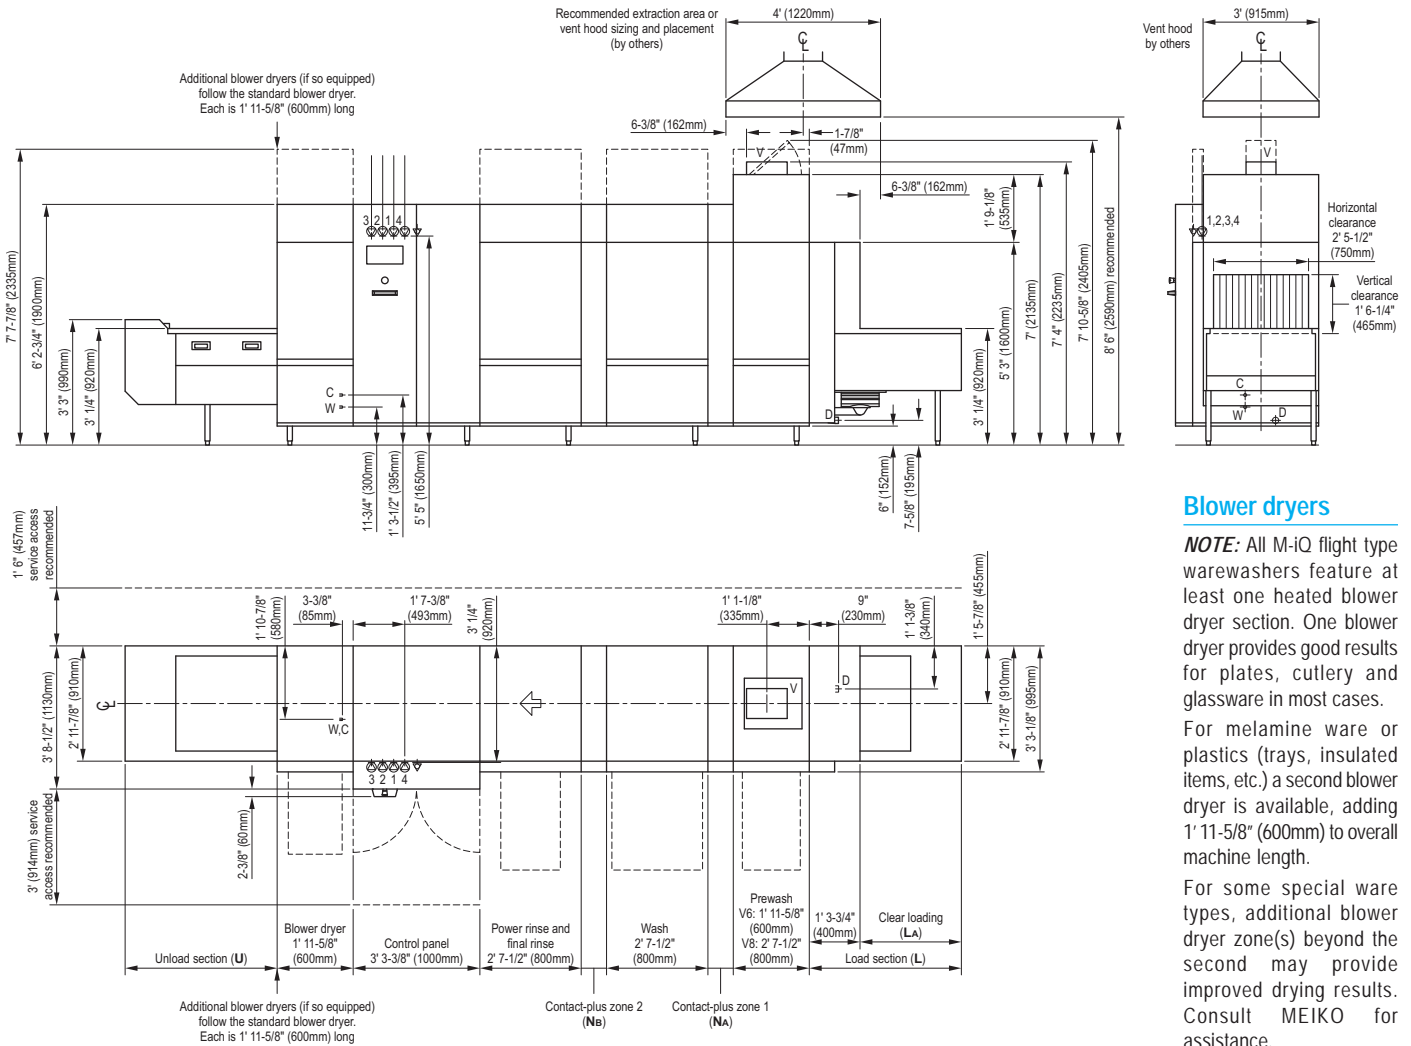 Recommended extraction area or
vent hood sizing and placement
(by others)
4' (1220mm)
C
L
3' (915mm)
Vent hood
by others
C
L
Additional blower dryers (if so equipped)
follow the standard blower dryer.
Each is 1' 11-5/8" (600mm) long
6-3/8" (162mm)
1-7/8"
(47mm)
V
6-3/8" (162mm)
1' 9-1/8"
(535mm)
V
3 2 1 4
1,2,3,4
Horizontal
clearance
2' 5-1/2"
(750mm)
Vertical
clearance
1' 6-1/4"
(465mm)
7' 7-7/8" (2335mm)
6' 2-3/4" (1900mm)
3' 3" (990mm)
3' 1/4" (920mm)
C
W
D
11-3/4" (300mm)
1' 3-1/2" (395mm)
5' 5" (1650mm)
6" (152mm)
7-5/8" (195mm)
3' 1/4" (920mm)
5' 3" (1600mm)
7' (2135mm)
7' 4" (2235mm)
7' 10-5/8" (2405mm)
8' 6" (2590mm) recommended
C
W
D
1' 6" (457mm)
service access
recommended
1' 10-7/8"
(580mm)
3-3/8"
(85mm)
1' 7-3/8"
(493mm)
3' 1/4"
(920mm)
1' 1-1/8"
(335mm)
9"
(230mm)
1' 1-3/8"
(340mm)
1' 5-7/8" (455mm)
3' 8-1/2" (1130mm)
2' 11-7/8" (910mm)
C
L
W,C
V
D
2' 11-7/8" (910mm)
3' 3-1/8" (995mm)
3 2 1 4
2-3/8" (60mm)
3' (914mm) service
access recommended
Unload section (U)
Blower dryer
1' 11-5/8"
(600mm)
Control panel
3' 3-3/8" (1000mm)
Power rinse and
final rinse
2' 7-1/2" (800mm)
Wash
2' 7-1/2"
(800mm)
Prewash
V6: 1' 11-5/8"
(600mm)
V8: 2' 7-1/2"
(800mm)
1' 3-3/4"
(400mm)
Clear loading
(LA)
Load section (L)
Additional blower dryers (if so equipped)
follow the standard blower dryer.
Each is 1' 11-5/8" (600mm) long
Contact-plus zone 2
(NB)
Contact-plus zone 1
(NA)
Blower dryers
NOTE: All M-iQ flight type
warewashers feature at
least one heated blower
dryer section. One blower
dryer provides good results
for plates, cutlery and
glassware in most cases.
For melamine ware or
plastics (trays, insulated
items, etc.) a second blower
dryer is available, adding
1' 11-5/8" (600mm) to overall
machine length.
For some special ware
types, additional blower
dryer zone(s) beyond the
second may provide
improved drying results.
Consult MEIKO for
assistance.